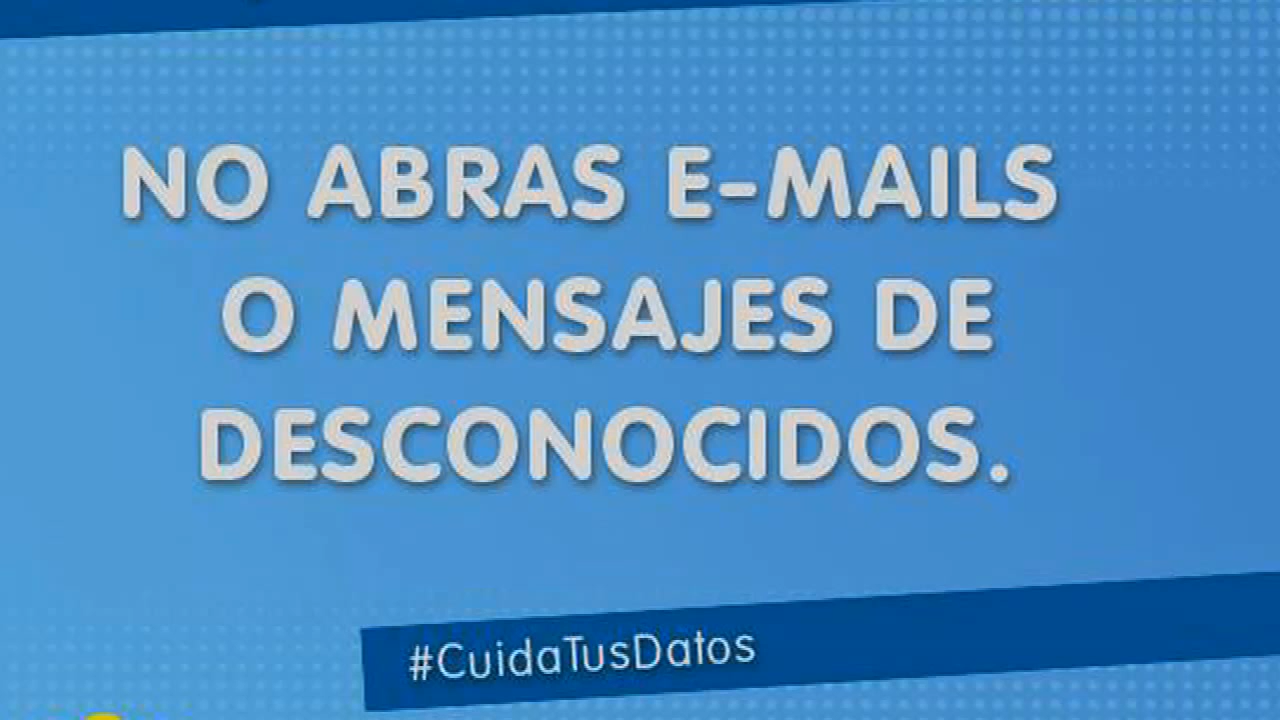 NO ABRAS E-MAILS
O MENSAJES DE
DESCONOCIDOS.
#CuidaTusDatos